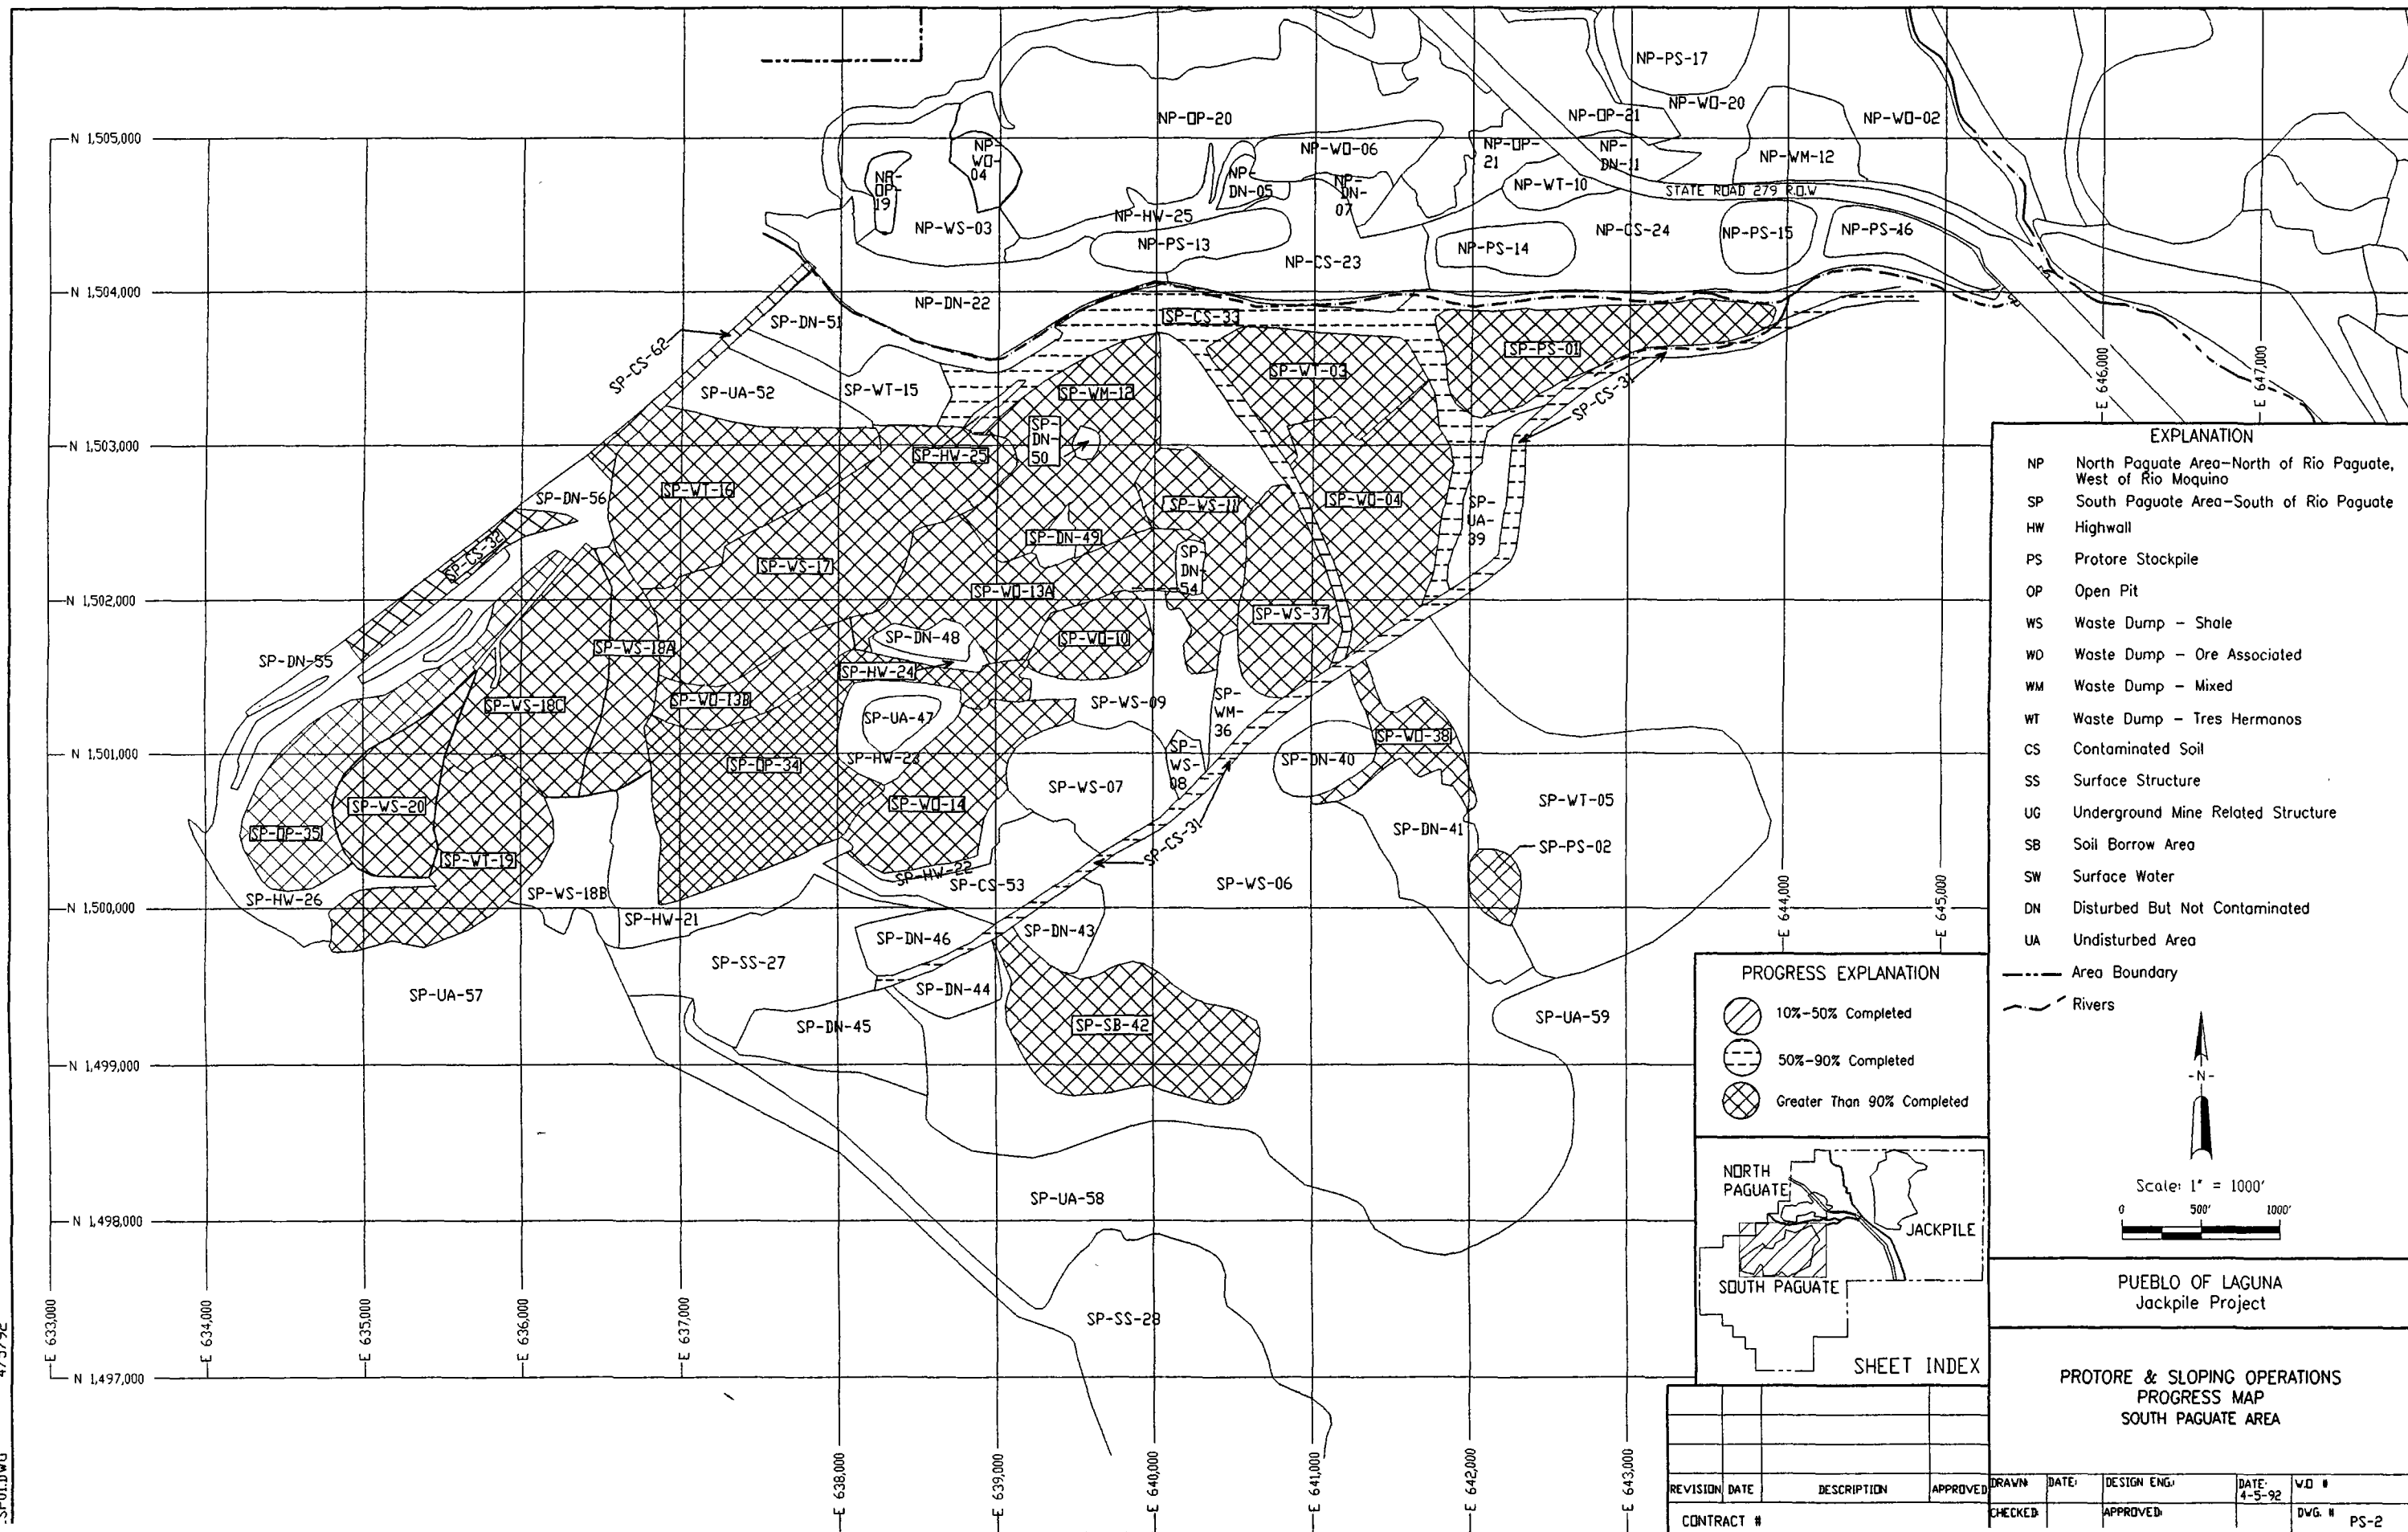 NP-PS-17
NP-WO-20
NP-OP-20
NP-OP-21
NP-WO-02
N 1,505,000
NP-
WO-
04
NP-WO-06
NP-OP-
21
NP-
DN-11
NP-WM-12
NP-
OP-
19
NP-
DN-05
NP-
DN-
07
NP-WT-10
STATE ROAD 279 R.O.W
NP-HW-25
NP-WS-03
NP-PS-13
NP-PS-14
NP-CS-24
NP-PS-15
NP-PS-16
NP-CS-23
N 1,504,000
NP-DN-22
SP-DN-51
SP-CS-33
SP-CS-62
SP-PS-01
SP-WT-03
SP-CS-31
E 646,000
E 647,000
SP-UA-52
SP-WT-15
SP-WM-12
N 1,503,000
SP-HW-25
SP-
DN-
50
SP-WT-16
SP-DN-56
SP-WS-11
SP-WO-04
SP-
UA-
39
SP-CS-32
SP-DN-49
SP-WS-17
SP-
DN-
54
N 1,502,000
SP-WO-13A
SP-WS-37
SP-DN-48
SP-WO-10
SP-WS-18A
SP-DN-55
SP-HW-24
SP-WO-13B
SP-WS-18C
SP-WS-09
SP-
WM-
36
SP-UA-47
SP-WO-38
N 1,501,000
SP-HW-23
SP-OP-34
SP-
WS-
08
SP-DN-40
SP-WS-07
SP-WS-20
SP-WO-14
SP-WT-05
SP-OP-35
SP-DN-41
SP-CS-31
SP-PS-02
SP-WT-19
SP-HW-22
SP-CS-53
SP-WS-06
SP-HW-26
SP-WS-18B
N 1,500,000
SP-HW-21
E 644,000
E 645,000
SP-DN-46
SP-DN-43
SP-SS-27
SP-UA-57
SP-DN-44
SP-DN-45
SP-SB-42
SP-UA-59
N 1,499,000
SP-UA-58
N 1,498,000
SP-SS-28
E 633,000
E 634,000
E 635,000
E 636,000
E 637,000
N 1,497,000
E 638,000
E 639,000
E 640,000
E 641,000
E 642,000
E 643,000
EXPLANATION
NP North Paguate Area-North of Rio Paguate,
West of Rio Moquino
SP South Paguate Area-South of Rio Paguate
HW Highwall
PS Protore Stockpile
OP Open Pit
WS Waste Dump - Shale
WO Waste Dump - Ore Associated
WM Waste Dump - Mixed
WT Waste Dump - Tres Hermanos
CS Contaminated Soil
SS Surface Structure
UG Underground Mine Related Structure
SB Soil Borrow Area
SW Surface Water
DN Disturbed But Not Contaminated
UA Undisturbed Area
Area Boundary
Rivers
PROGRESS EXPLANATION
10%-50% Completed
50%-90% Completed
Greater Than 90% Completed
-N-
Scale: 1" = 1000'
0 500' 1000'
NORTH
PAGUATE
JACKPILE
SOUTH PAGUATE
SHEET INDEX
PUEBLO OF LAGUNA
Jackpile Project
PROTORE & SLOPING OPERATIONS
PROGRESS MAP
SOUTH PAGUATE AREA
REVISION DATE DESCRIPTION APPROVED
CONTRACT #
DRAWN: DATE: DESIGN ENG.: DATE: 4-5-92 W.O #
CHECKED: APPROVED: DWG. # PS-2